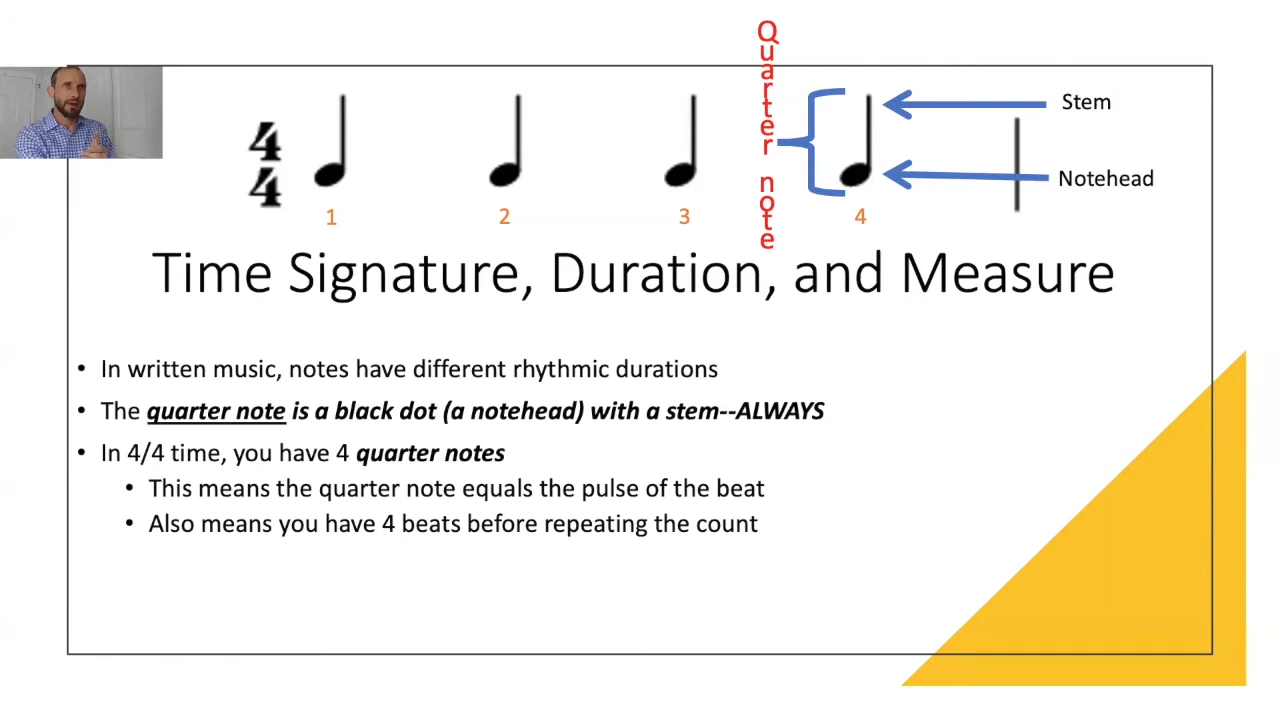 Quarter note
Stem
4
4
Notehead
1 2 3 4
Time Signature, Duration, and Measure
• In written music, notes have different rhythmic durations
• The quarter note is a black dot (a notehead) with a stem--ALWAYS
• In 4/4 time, you have 4 quarter notes
• This means the quarter note equals the pulse of the beat
• Also means you have 4 beats before repeating the count